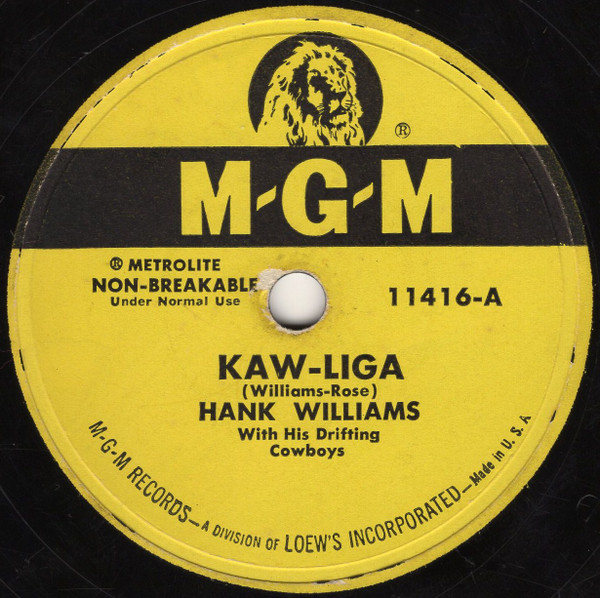 ®
M-G-M
® METROLITE
NON-BREAKABLE
Under Normal Use
11416-A
KAW-LIGA
(Williams-Rose)
HANK WILLIAMS
With His Drifting
Cowboys
M-G-M RECORDS—A DIVISION OF LOEW'S INCORPORATED—Made in U. S. A